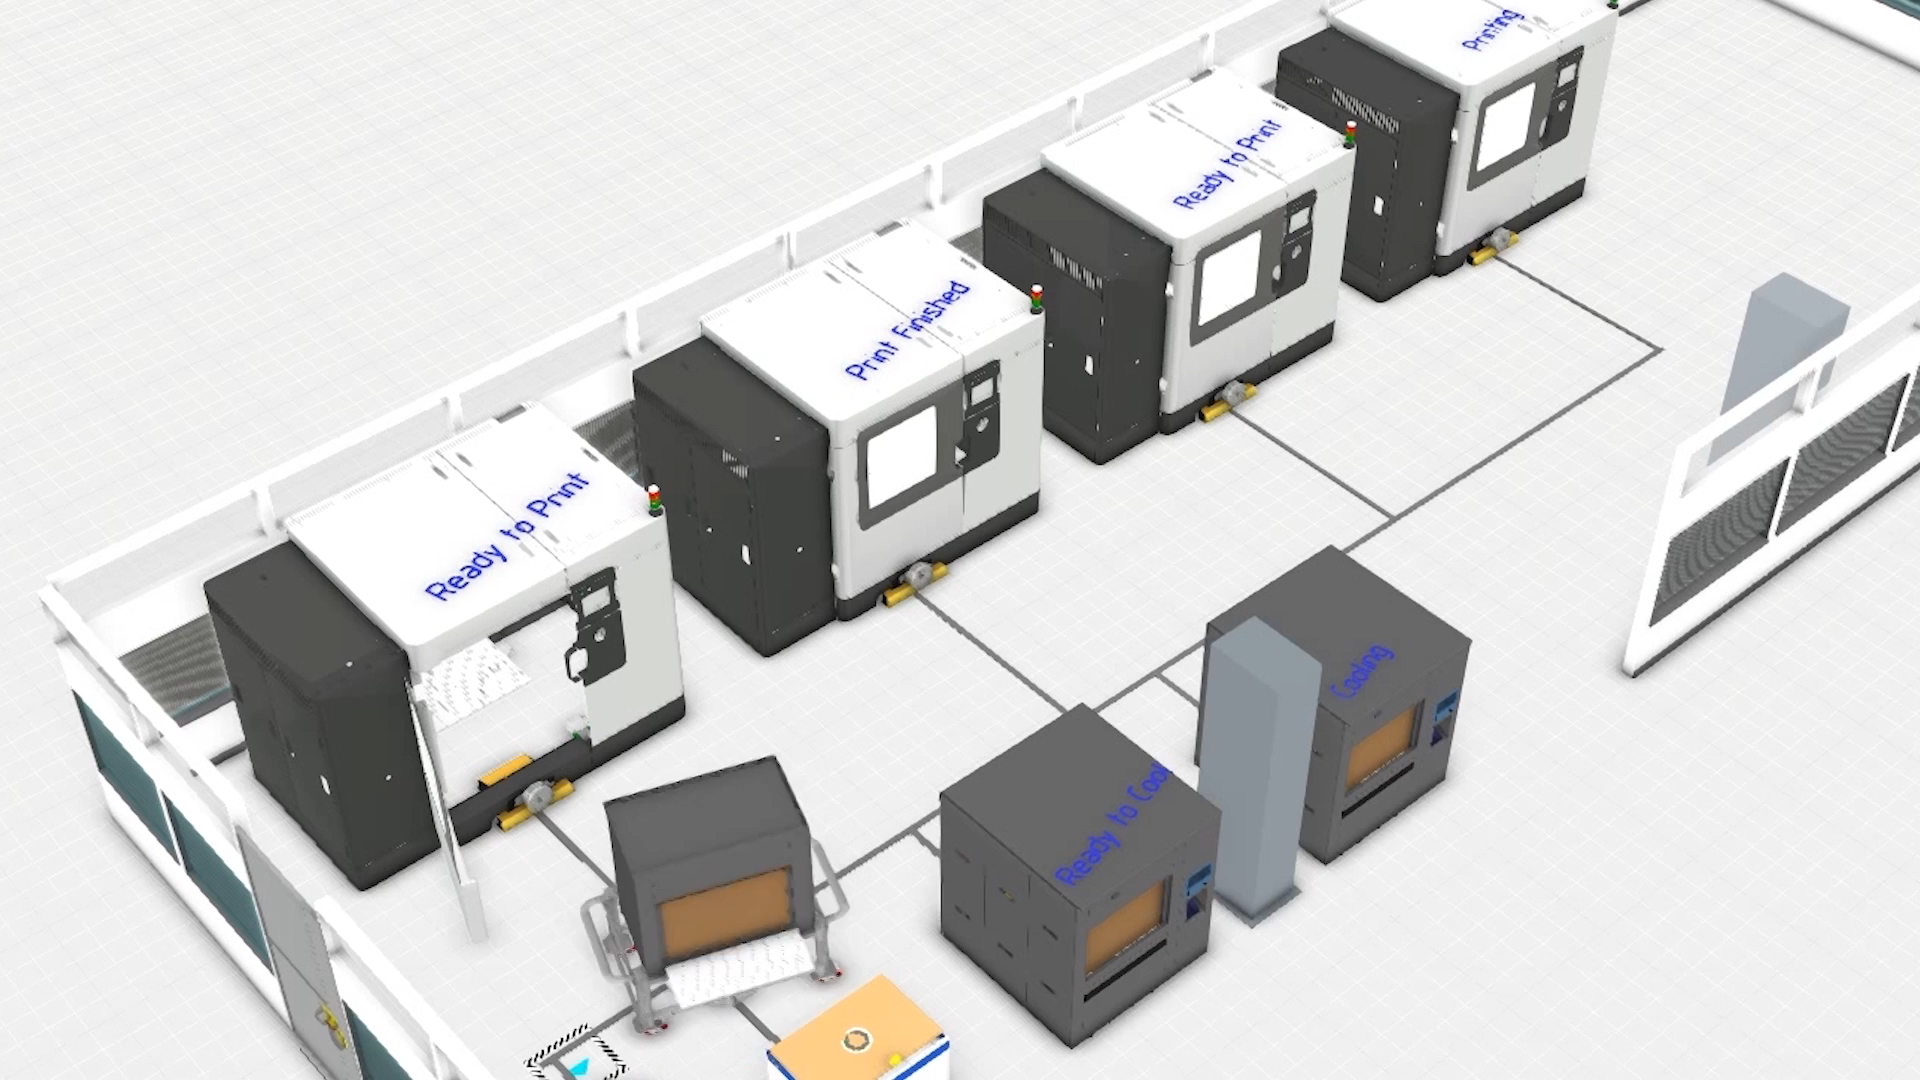 Printing
Ready to Print
Print Finished
Ready to Print
Cooling
Ready to Cool